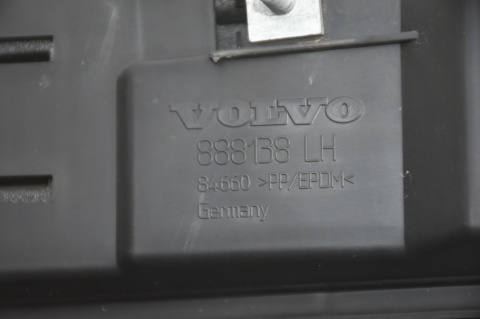 VOLVO
888138 LH
84660 >PP/EPDM<
Germany